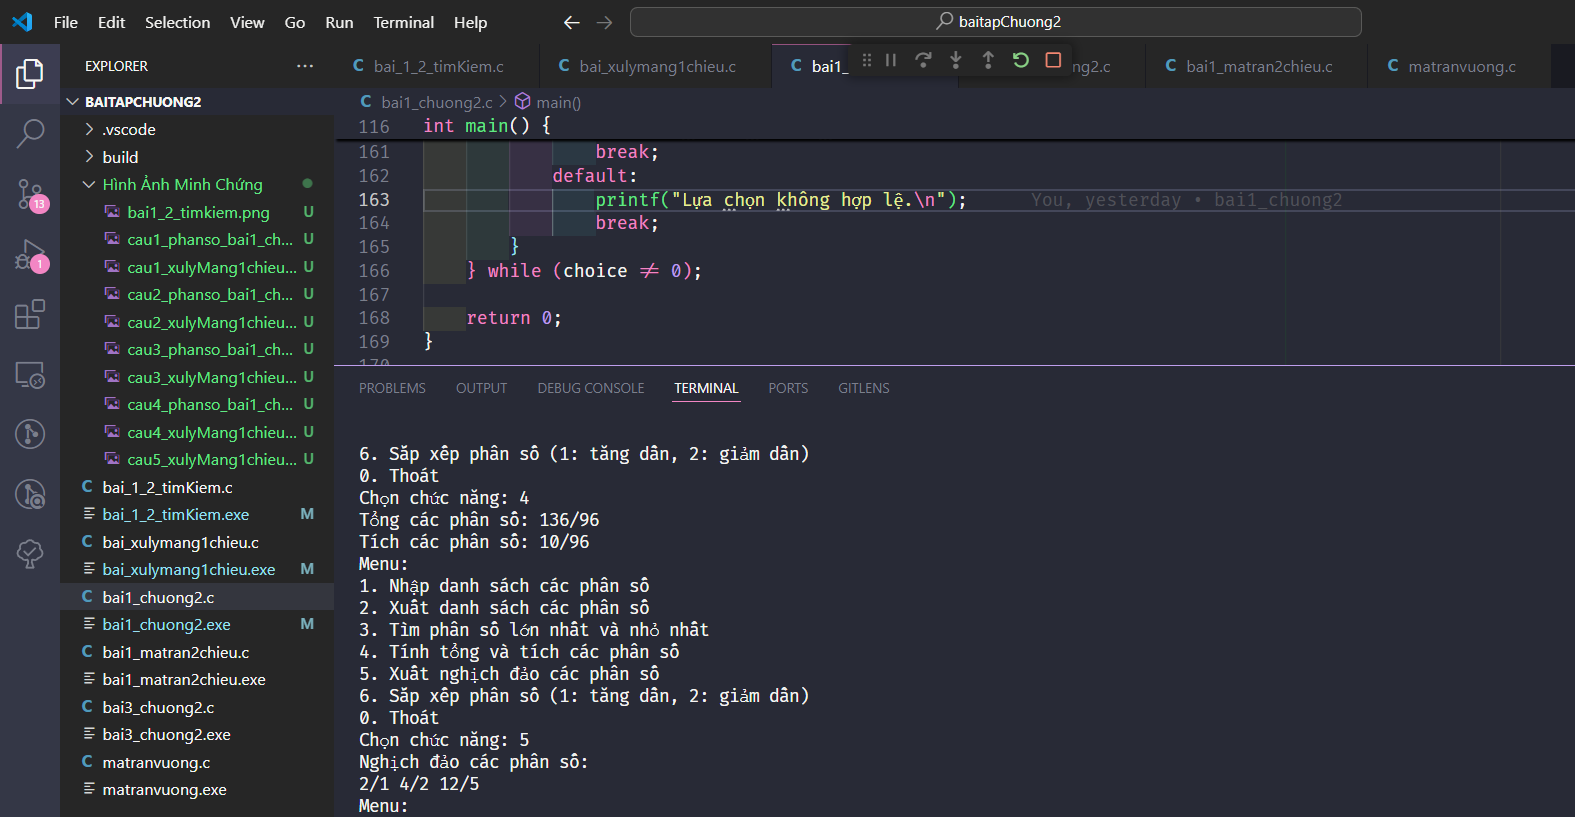 File Edit Selection View Go Run Terminal Help
baitapChuong2
EXPLORER
bai_1_2_timKiem.c
bai_xulymang1chieu.c
bai1_
ng2.c
bai1_matran2chieu.c
matranvuong.c
BAITAPCHUONG2
.vscode
build
Hình Ảnh Minh Chứng
bai1_2_timkiem.png U
cau1_phanso_bai1_ch... U
cau1_xulyMang1chieu... U
cau2_phanso_bai1_ch... U
cau2_xulyMang1chieu... U
cau3_phanso_bai1_ch... U
cau3_xulyMang1chieu... U
cau4_phanso_bai1_ch... U
cau4_xulyMang1chieu... U
cau5_xulyMang1chieu... U
bai_1_2_timKiem.c
bai_1_2_timKiem.exe M
bai_xulymang1chieu.c
bai_xulymang1chieu.exe M
bai1_chuong2.c
bai1_chuong2.exe M
bai1_matran2chieu.c
bai1_matran2chieu.exe
bai3_chuong2.c
bai3_chuong2.exe
matranvuong.c
matranvuong.exe
13
1
bai1_chuong2.c > main()
116 int main() {
161 break;
162 default:
163 printf("Lựa chọn không hợp lệ.\n"); You, yesterday • bai1_chuong2
164 break;
165 }
166 } while (choice ≠ 0);
167
168 return 0;
169 }
170
PROBLEMS OUTPUT DEBUG CONSOLE TERMINAL PORTS GITLENS
6. Sắp xếp phân số (1: tăng dần, 2: giảm dần)
0. Thoát
Chọn chức năng: 4
Tổng các phân số: 136/96
Tích các phân số: 10/96
Menu:
1. Nhập danh sách các phân số
2. Xuất danh sách các phân số
3. Tìm phân số lớn nhất và nhỏ nhất
4. Tính tổng và tích các phân số
5. Xuất nghịch đảo các phân số
6. Sắp xếp phân số (1: tăng dần, 2: giảm dần)
0. Thoát
Chọn chức năng: 5
Nghịch đảo các phân số:
2/1 4/2 12/5
Menu: